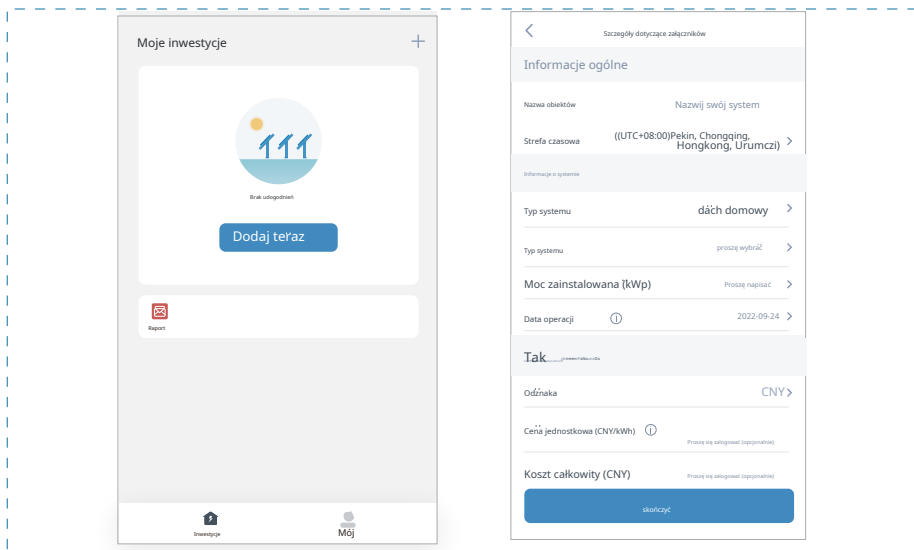 Moje inwestycje
Brak udogodnień
Dodaj teraz
Raport
Inwestycje
Mój
Szczegóły dotyczące załączników
Informacje ogólne
Nazwa obiektów
Nazwij swój system
Strefa czasowa
((UTC+08:00)Pekin, Chongqing,
Hongkong, Urumczi)
Informacje o systemie
Typ systemu
dach domowy
Typ systemu
proszę wybrać
Moc zainstalowana (kWp)
Proszę napisać
Data operacji
2022-09-24
Tak
Odznaka
CNY
Cena jednostkowa (CNY/kWh)
Proszę się zalogować (opcjonalnie)
Koszt całkowity (CNY)
Proszę się zalogować (opcjonalnie)
skończyć